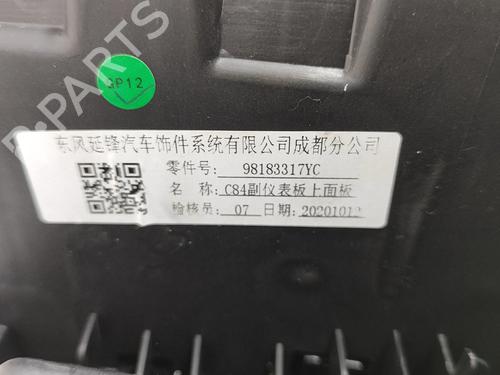 GP12
东风延锋汽车饰件系统有限公司成都分公司
零件号: 98183317YC
名 称: C84副仪表板上面板
检核员: 07 日期: 20201012
B-PARTS